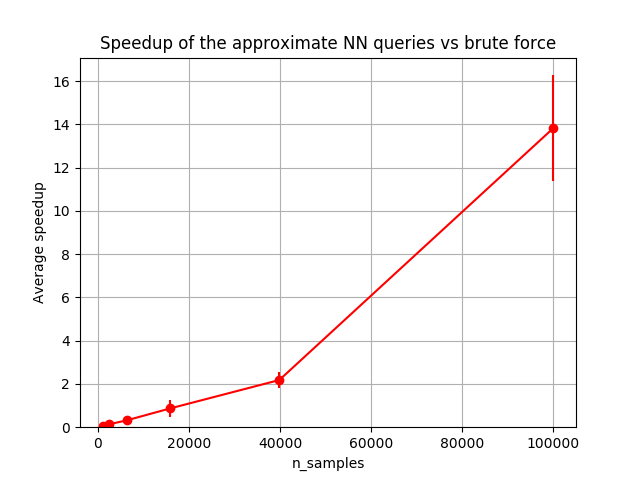 Speedup of the approximate NN queries vs brute force
Average speedup
16
14
12
10
8
6
4
2
0
0 20000 40000 60000 80000 100000
n_samples